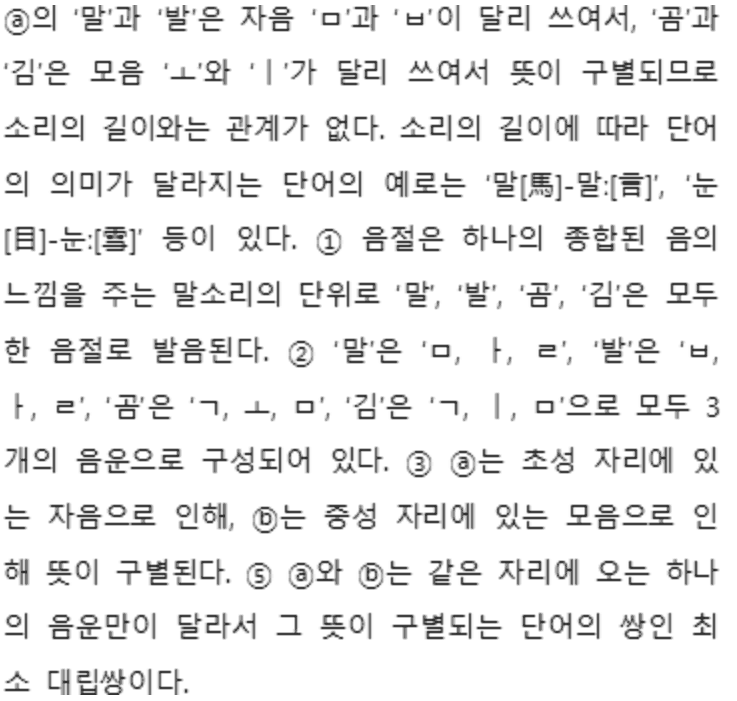 ⓐ의 ‘말’과 ‘발’은 자음 ‘ㅁ’과 ‘ㅂ’이 달리 쓰여서, ‘곰’과
‘김’은 모음 ‘ㅗ’와 ‘ㅣ’가 달리 쓰여서 뜻이 구별되므로
소리의 길이와는 관계가 없다. 소리의 길이에 따라 단어
의 의미가 달라지는 단어의 예로는 ‘말[馬]-말:[言]’, ‘눈
[目]-눈:[雪]’ 등이 있다. ① 음절은 하나의 종합된 음의
느낌을 주는 말소리의 단위로 ‘말’, ‘발’, ‘곰’, ‘김’은 모두
한 음절로 발음된다. ② ‘말’은 ‘ㅁ, ㅏ, ㄹ’, ‘발’은 ‘ㅂ,
ㅏ, ㄹ’, ‘곰’은 ‘ㄱ, ㅗ, ㅁ’, ‘김’은 ‘ㄱ, ㅣ, ㅁ’으로 모두 3
개의 음운으로 구성되어 있다. ③ ⓐ는 초성 자리에 있
는 자음으로 인해, ⓑ는 중성 자리에 있는 모음으로 인
해 뜻이 구별된다. ⑤ ⓐ와 ⓑ는 같은 자리에 오는 하나
의 음운만이 달라서 그 뜻이 구별되는 단어의 쌍인 최
소 대립쌍이다.